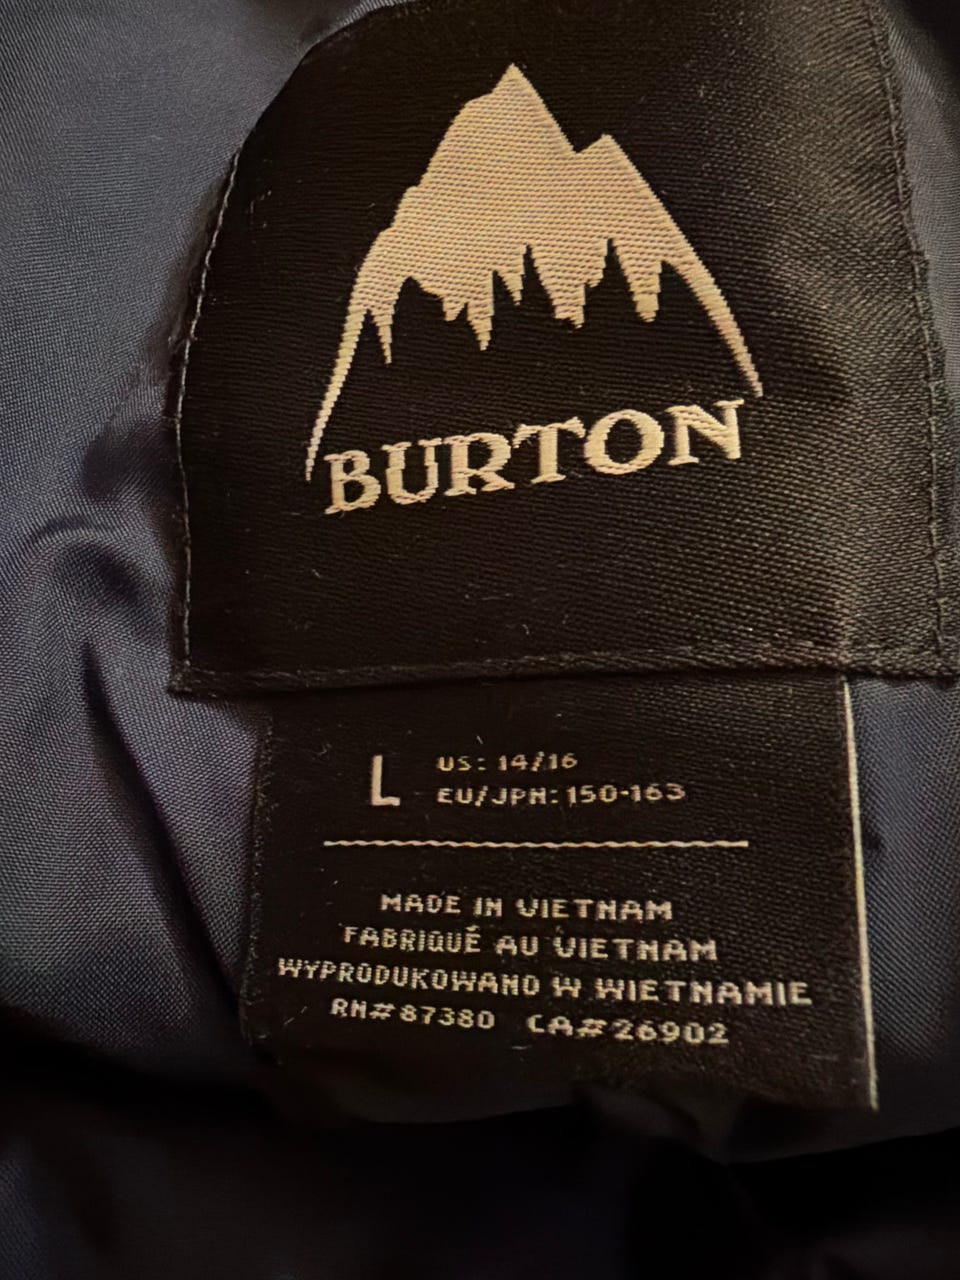 BURTON
L US: 14/16
EU/JPN: 150-163
MADE IN VIETNAM
FABRIQUÉ AU VIETNAM
WYPRODUKOWANO W WIETNAMIE
RN#87380 CA#26902